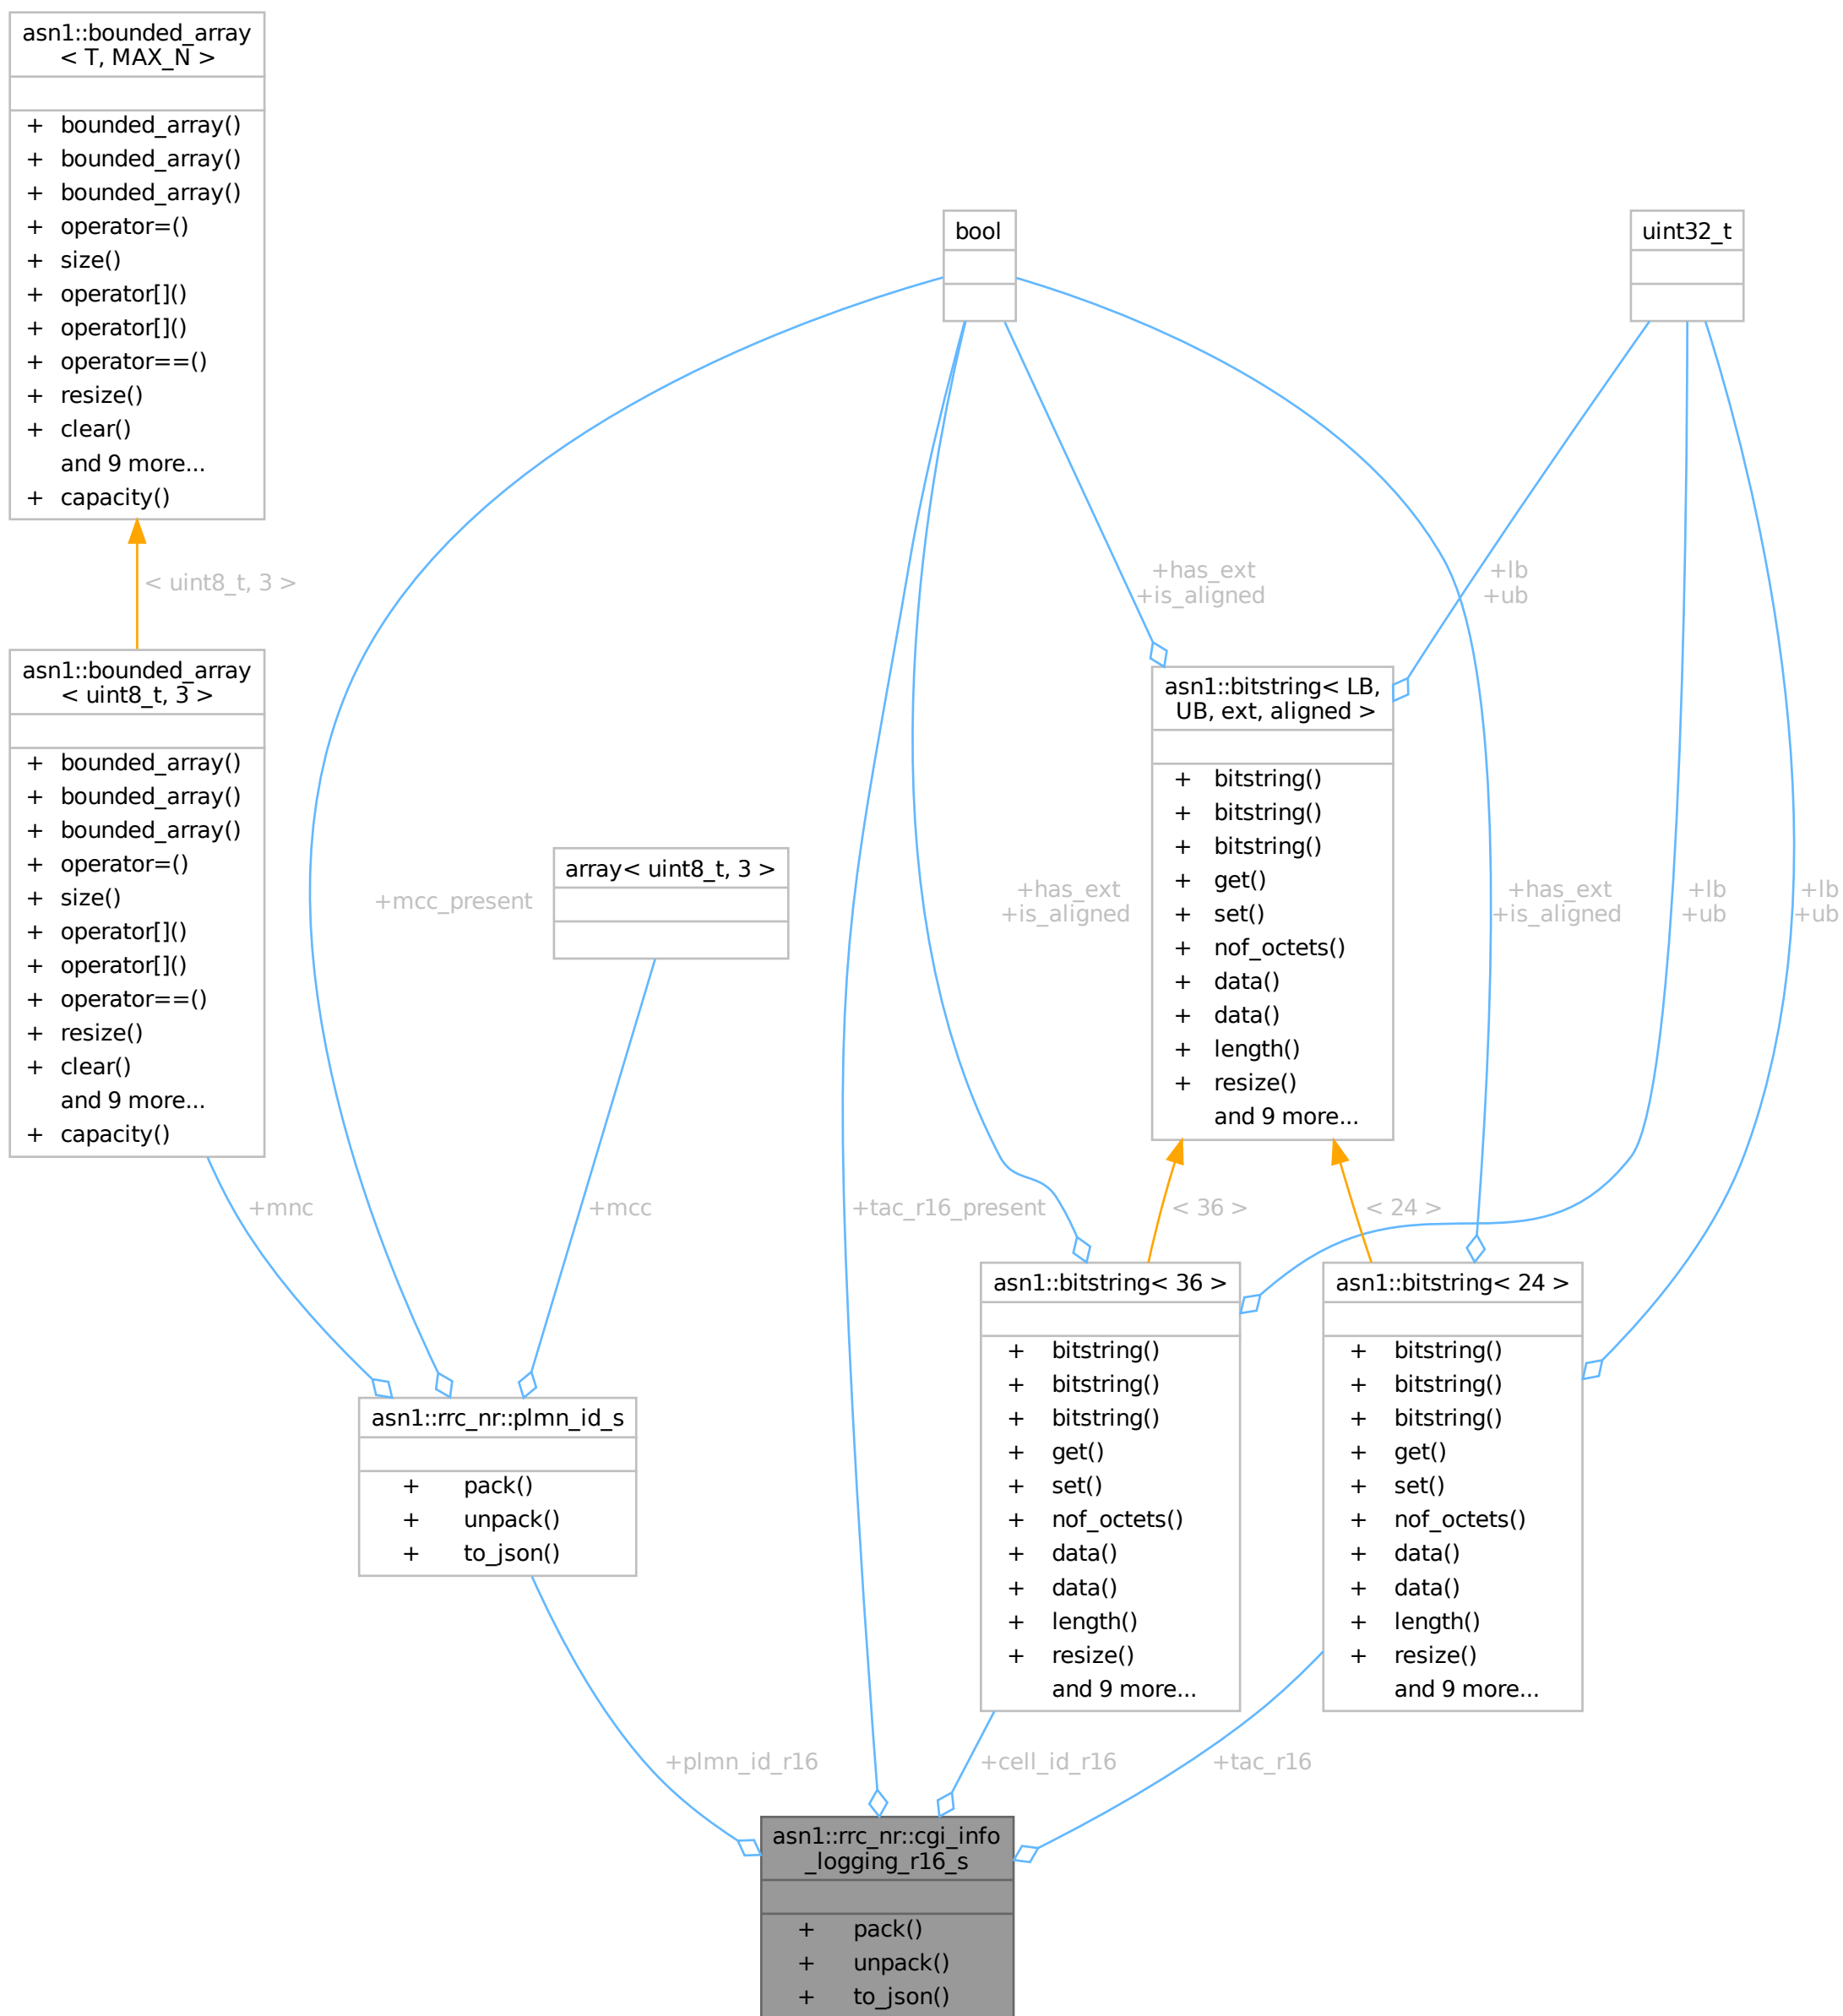 asn1::bounded_array
< T, MAX_N >
+ bounded_array()
+ bounded_array()
+ bounded_array()
+ operator=()
+ size()
+ operator[]()
+ operator[]()
+ operator==()
+ resize()
+ clear()
and 9 more...
+ capacity()
< uint8_t, 3 >
asn1::bounded_array
< uint8_t, 3 >
+ bounded_array()
+ bounded_array()
+ bounded_array()
+ operator=()
+ size()
+ operator[]()
+ operator[]()
+ operator==()
+ resize()
+ clear()
and 9 more...
+ capacity()
bool
uint32_t
+has_ext
+is_aligned
+lb
+ub
asn1::bitstring< LB,
UB, ext, aligned >
+ bitstring()
+ bitstring()
+ bitstring()
+ get()
+ set()
+ nof_octets()
+ data()
+ data()
+ length()
+ resize()
and 9 more...
array< uint8_t, 3 >
+mcc_present
+has_ext
+is_aligned
+has_ext
+is_aligned
+lb
+ub
+lb
+ub
+mnc
+mcc
+tac_r16_present
< 36 >
< 24 >
asn1::rrc_nr::plmn_id_s
+ pack()
+ unpack()
+ to_json()
asn1::bitstring< 36 >
+ bitstring()
+ bitstring()
+ bitstring()
+ get()
+ set()
+ nof_octets()
+ data()
+ data()
+ length()
+ resize()
and 9 more...
asn1::bitstring< 24 >
+ bitstring()
+ bitstring()
+ bitstring()
+ get()
+ set()
+ nof_octets()
+ data()
+ data()
+ length()
+ resize()
and 9 more...
+plmn_id_r16
+cell_id_r16
+tac_r16
asn1::rrc_nr::cgi_info
_logging_r16_s
+ pack()
+ unpack()
+ to_json()